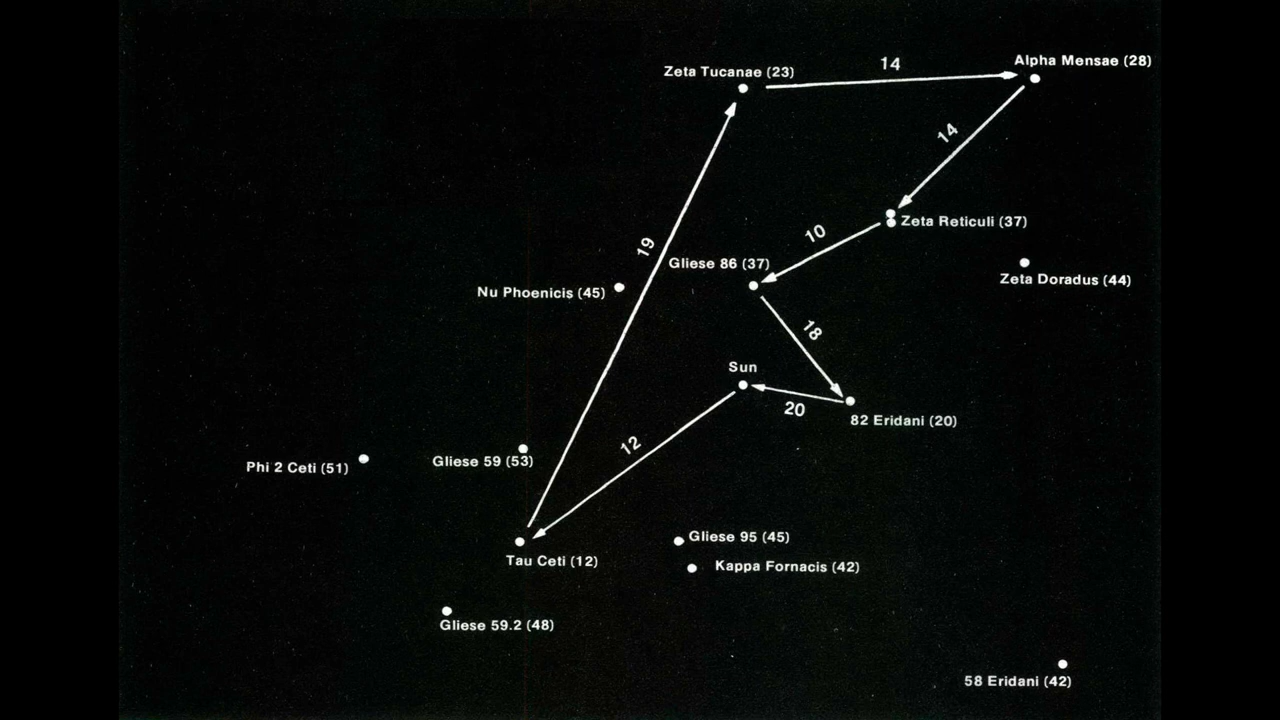 14
Alpha Mensae (28)
Zeta Tucanae (23)
14
Zeta Reticuli (37)
10
19
Gliese 86 (37)
Zeta Doradus (44)
Nu Phoenicis (45)
18
Sun
20
82 Eridani (20)
12
Gliese 59 (53)
Phi 2 Ceti (51)
Gliese 95 (45)
Tau Ceti (12)
Kappa Fornacis (42)
Gliese 59.2 (48)
58 Eridani (42)